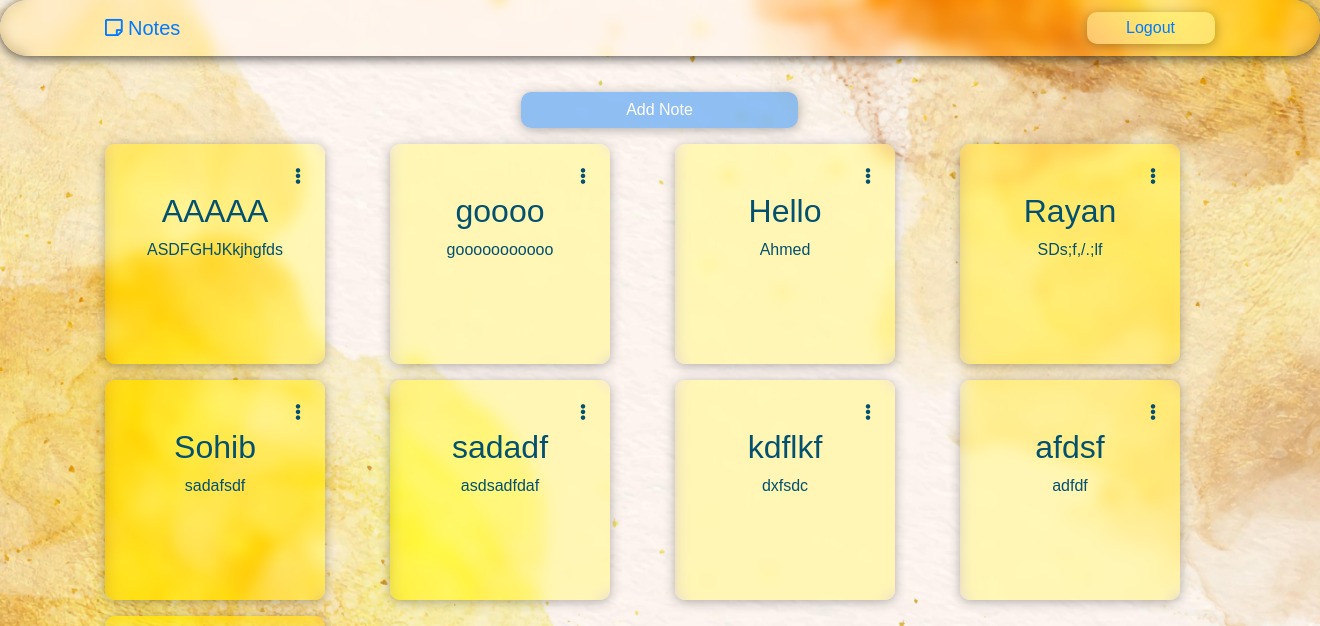 Notes
Logout
Add Note
AAAAA
ASDFGHJKkjhgfds
goooo
gooooooooooo
Hello
Ahmed
Rayan
SDs;f,/.;lf
Sohib
sadafsdf
sadadf
asdsadfdaf
kdflkf
dxfsdc
afdsf
adfdf